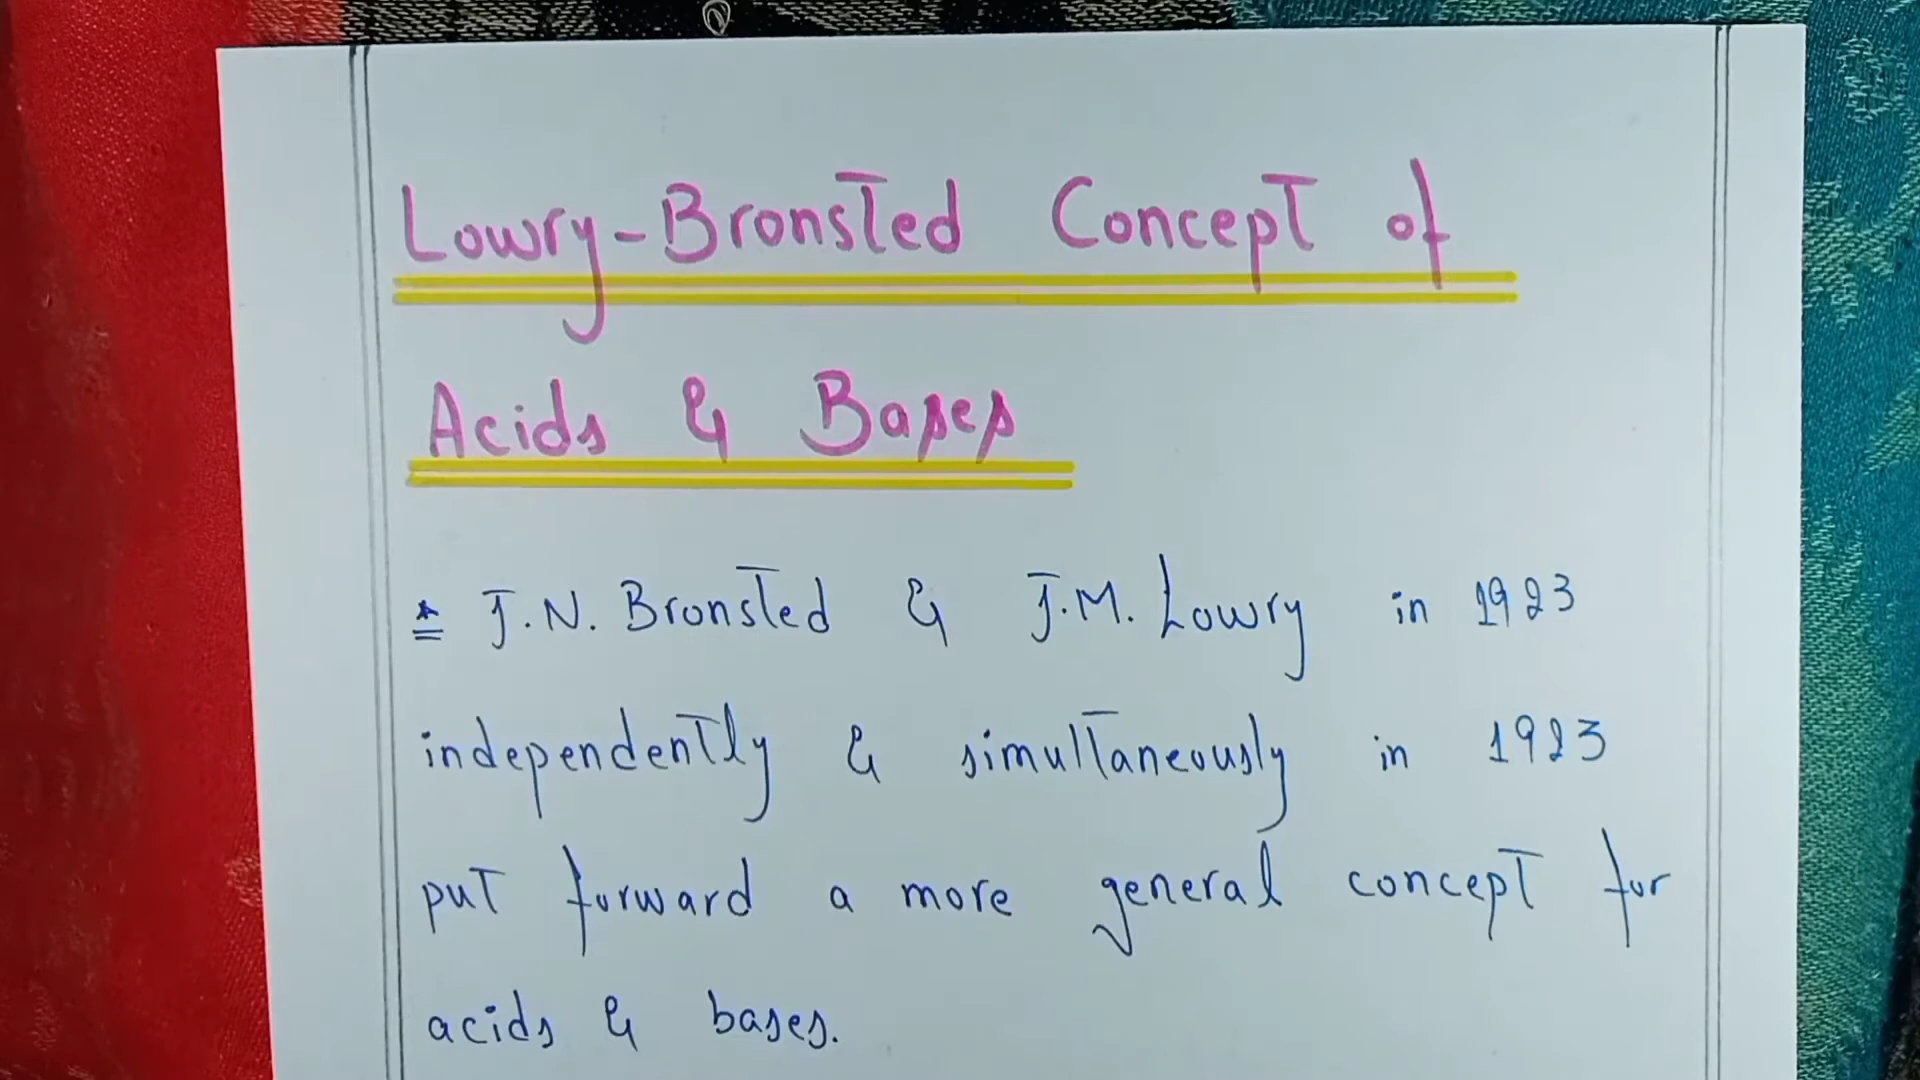 Lowry-Bronsted Concept of
Acids & Bases
* J.N. Bronsted & J.M. Lowry in 1923
independently & simultaneously in 1923
put forward a more general concept for
acids & bases.